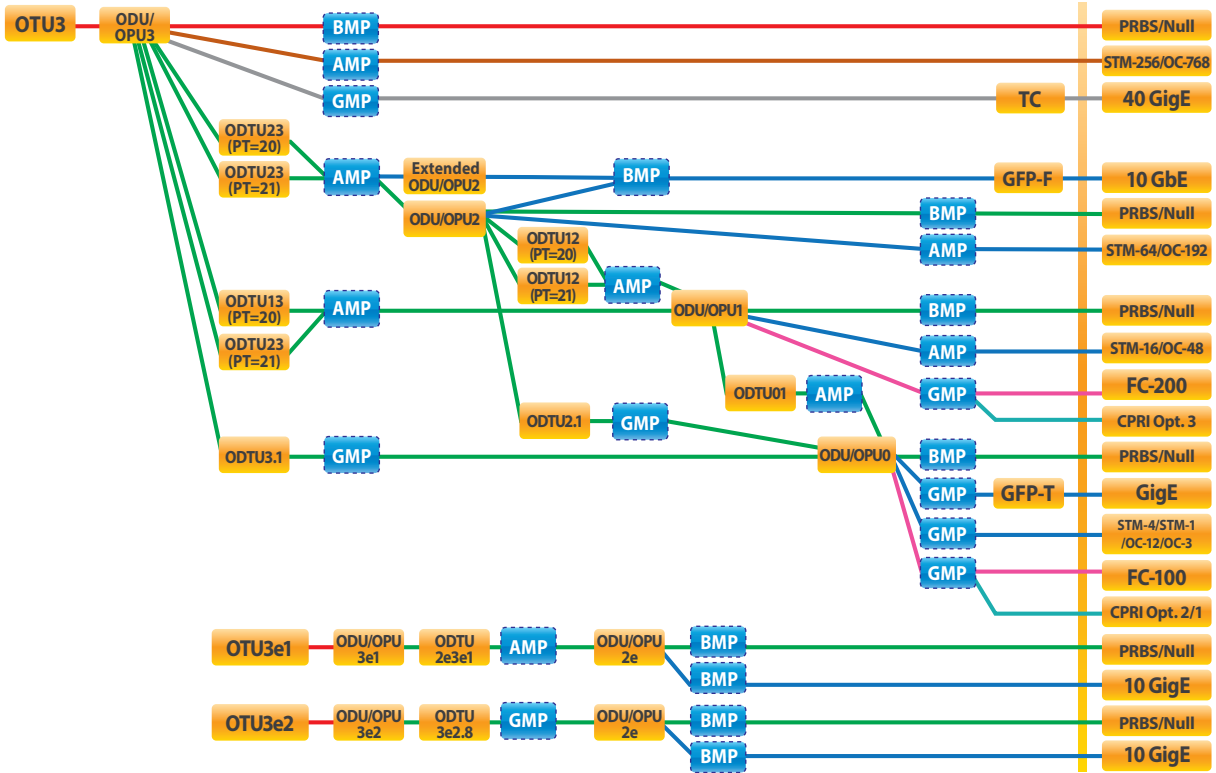 OTU3
ODU/
OPU3
BMP
PRBS/Null
AMP
STM-256/OC-768
GMP
TC
40 GigE
ODTU23
(PT=20)
ODTU23
(PT=21)
AMP
Extended
ODU/OPU2
BMP
GFP-F
10 GbE
ODU/OPU2
BMP
PRBS/Null
ODTU12
(PT=20)
AMP
STM-64/OC-192
ODTU12
(PT=21)
AMP
ODTU13
(PT=20)
AMP
ODU/OPU1
BMP
PRBS/Null
ODTU23
(PT=21)
AMP
STM-16/OC-48
ODTU01
AMP
GMP
FC-200
CPRI Opt. 3
ODTU2.1
GMP
ODTU3.1
GMP
ODU/OPU0
BMP
PRBS/Null
GMP
GFP-T
GigE
GMP
STM-4/STM-1
/OC-12/OC-3
GMP
FC-100
CPRI Opt. 2/1
OTU3e1
ODU/OPU
3e1
ODTU
2e3e1
AMP
ODU/OPU
2e
BMP
PRBS/Null
BMP
10 GigE
OTU3e2
ODU/OPU
3e2
ODTU
3e2.8
GMP
ODU/OPU
2e
BMP
PRBS/Null
BMP
10 GigE